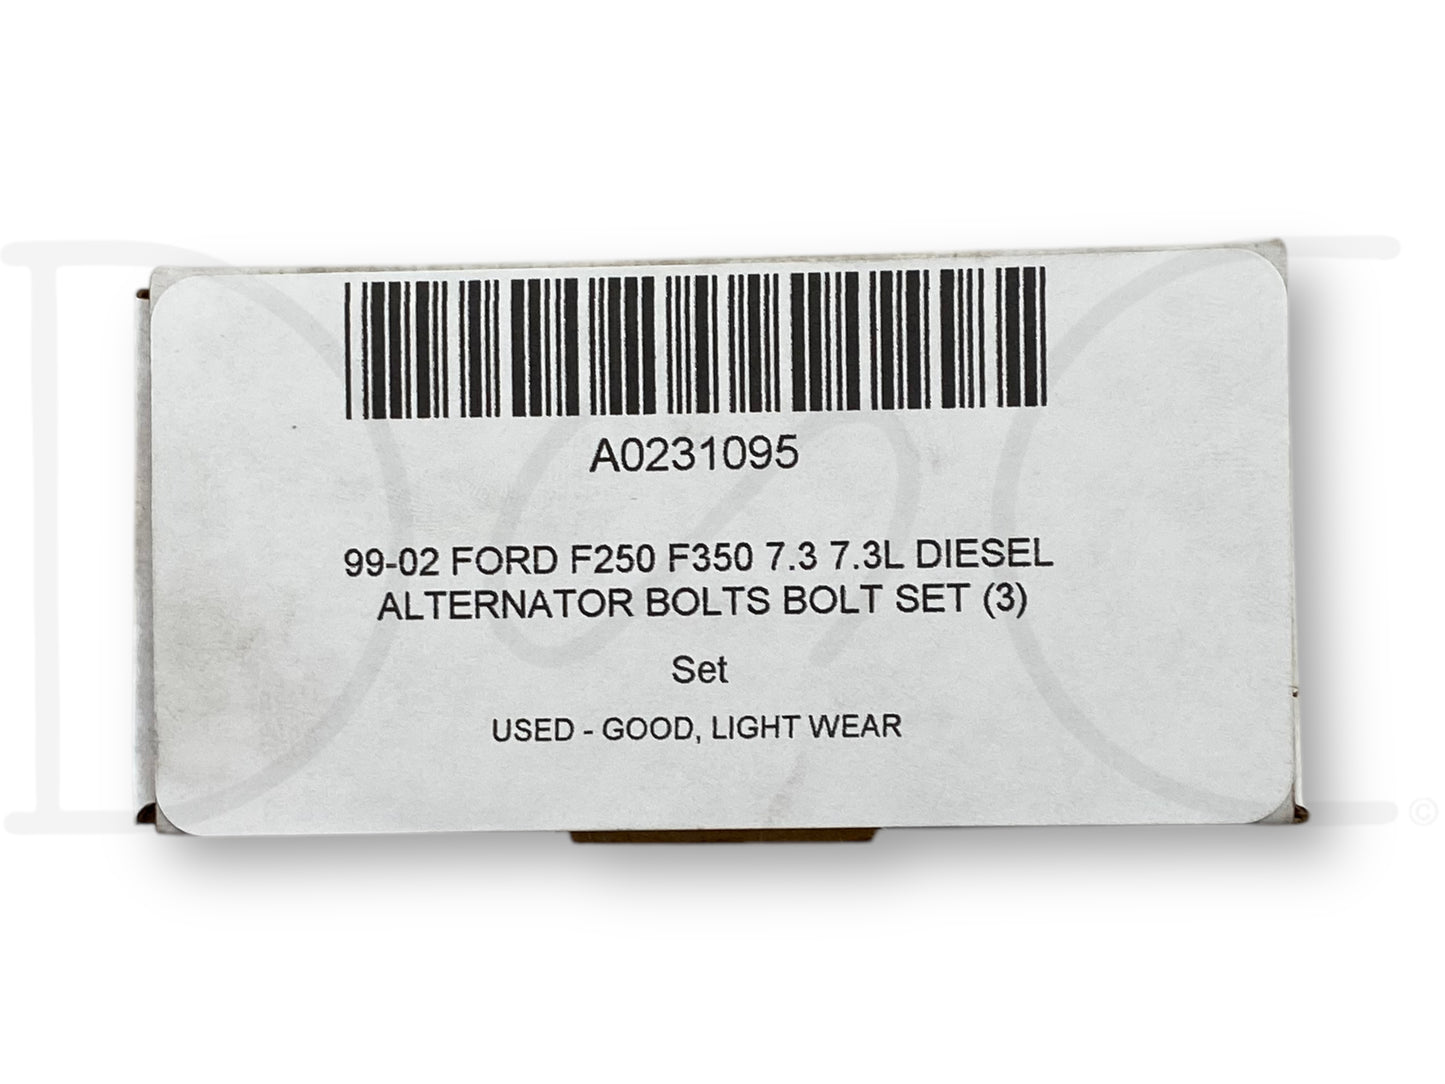 A0231095
99-02 FORD F250 F350 7.3 7.3L DIESEL
ALTERNATOR BOLTS BOLT SET (3)
Set
USED - GOOD, LIGHT WEAR
©